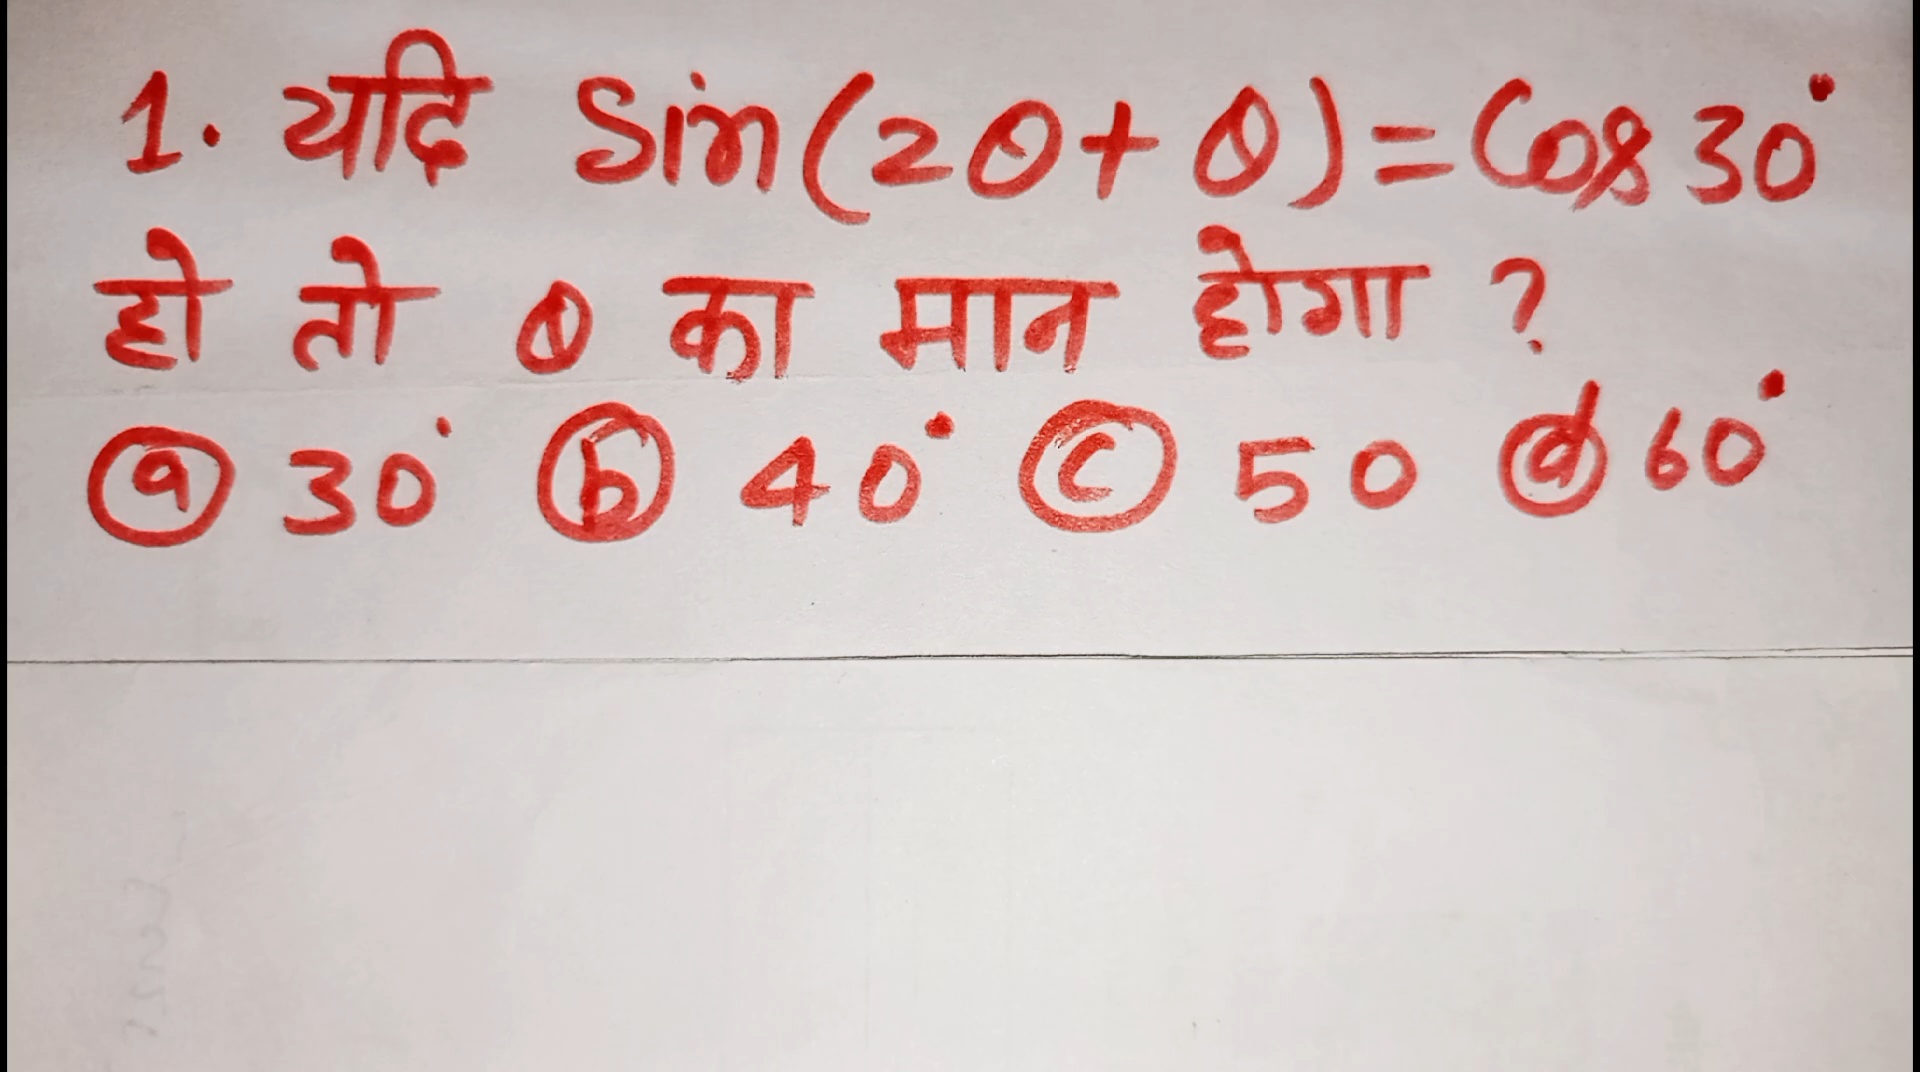 1. यदि Sin(2θ+θ)=Cos 30°
हो तो θ का मान होगा ?
ⓐ 30° ⓑ 40° ⓒ 50 ⓓ 60°